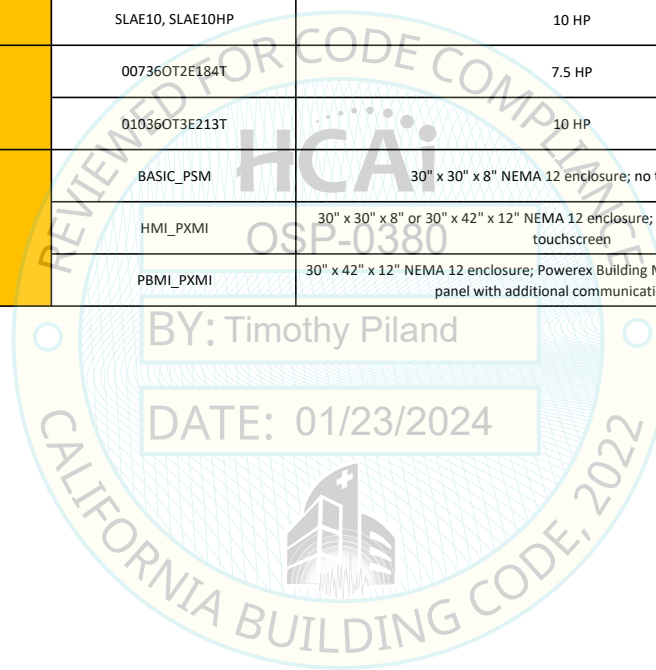 SLAE10, SLAE10HP 10 HP
00736OT2E184T 7.5 HP
01036OT3E213T 10 HP
BASIC_PSM 30" x 30" x 8" NEMA 12 enclosure; no
HMI_PXMI 30" x 30" x 8" or 30" x 42" x 12" NEMA 12 enclosure;
touchscreen
PBMI_PXMI 30" x 42" x 12" NEMA 12 enclosure; Powerex Building
panel with additional
REVIEWED FOR CODE COMPLIANCE
HCAi
OSP-0380
BY: Timothy Piland
DATE: 01/23/2024
CALIFORNIA BUILDING CODE, 2022